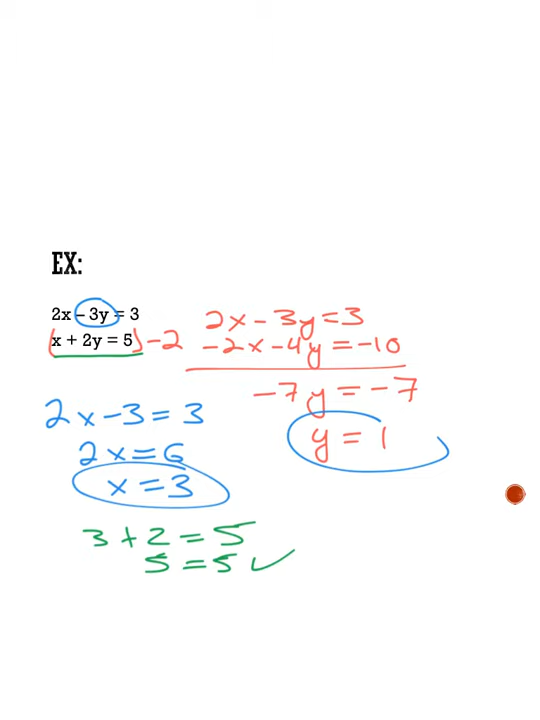 EX:
2x – 3y = 3
(x + 2y = 5) -2
2x - 3y = 3
-2x - 4y = -10
-7y = -7
y = 1
2x - 3 = 3
2x = 6
x = 3
3 + 2 = 5
5 = 5 ✓